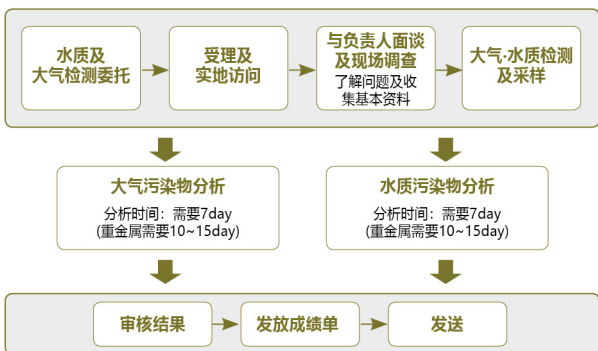 水质及
大气检测委托
受理及
实地访问
与负责人面谈
及现场调查
了解问题及收
集基本资料
大气·水质检测
及采样
大气污染物分析
分析时间：需要7day
(重金属需要10~15day)
水质污染物分析
分析时间：需要7day
(重金属需要10~15day)
审核结果
发放成绩单
发送